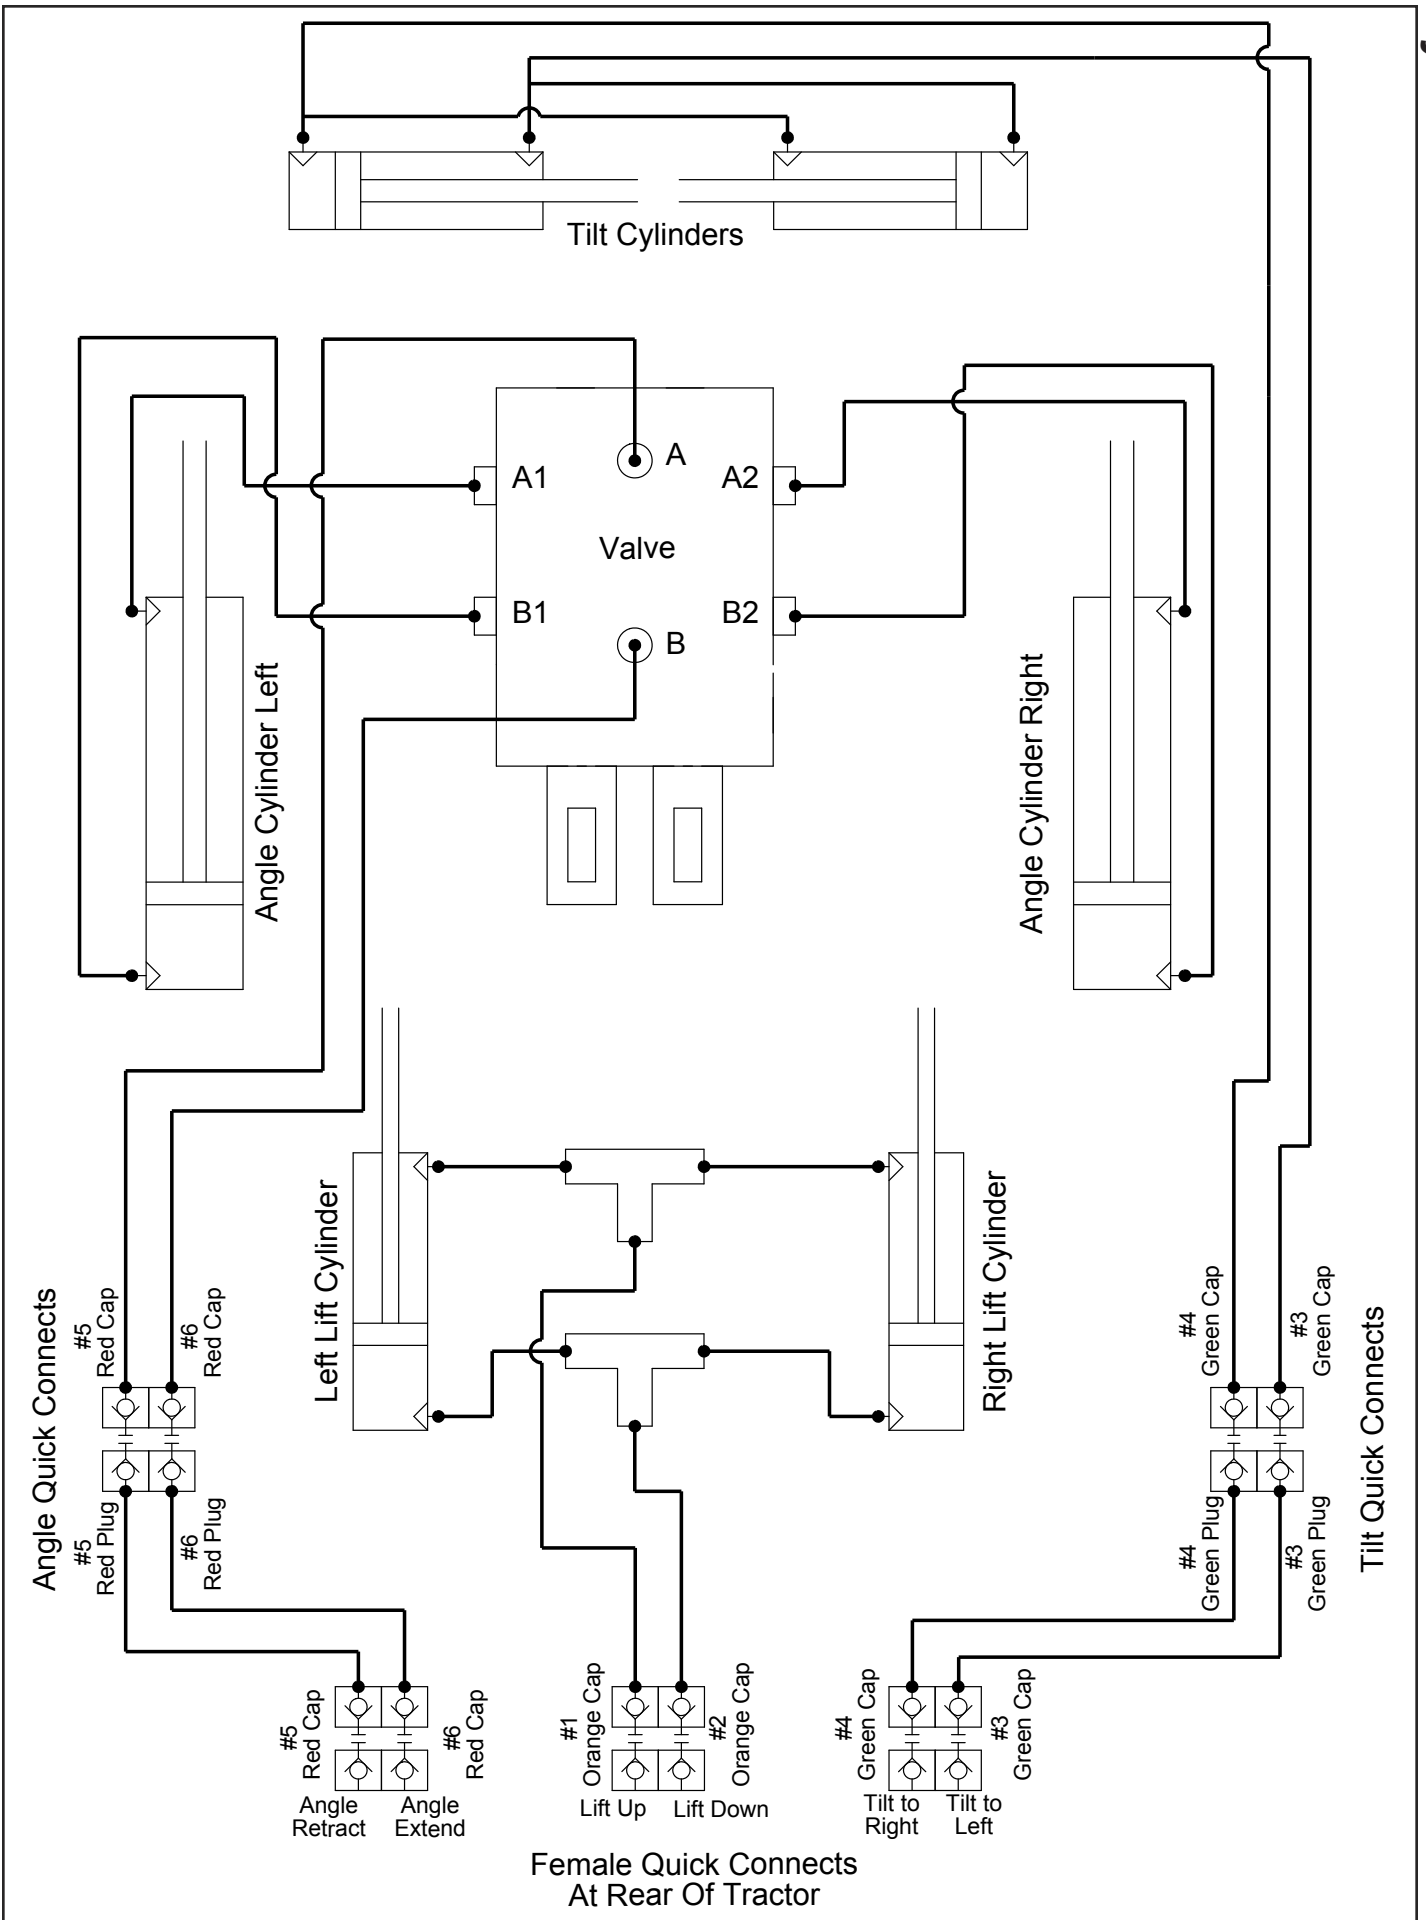 Tilt Cylinders
A
A1
A2
Valve
B1
B2
B
Angle Cylinder Left
Angle Cylinder Right
Left Lift Cylinder
Right Lift Cylinder
Angle Quick Connects
#5
Red Cap
#6
Red Cap
#5
Red Plug
#6
Red Plug
#4
Green Cap
#3
Green Cap
#4
Green Plug
#3
Green Plug
Tilt Quick Connects
#5
Red Cap
#6
Red Cap
#1
Orange Cap
#2
Orange Cap
#4
Green Cap
#3
Green Cap
Angle
Retract
Angle
Extend
Lift Up
Lift Down
Tilt to
Right
Tilt to
Left
Female Quick Connects
At Rear Of Tractor